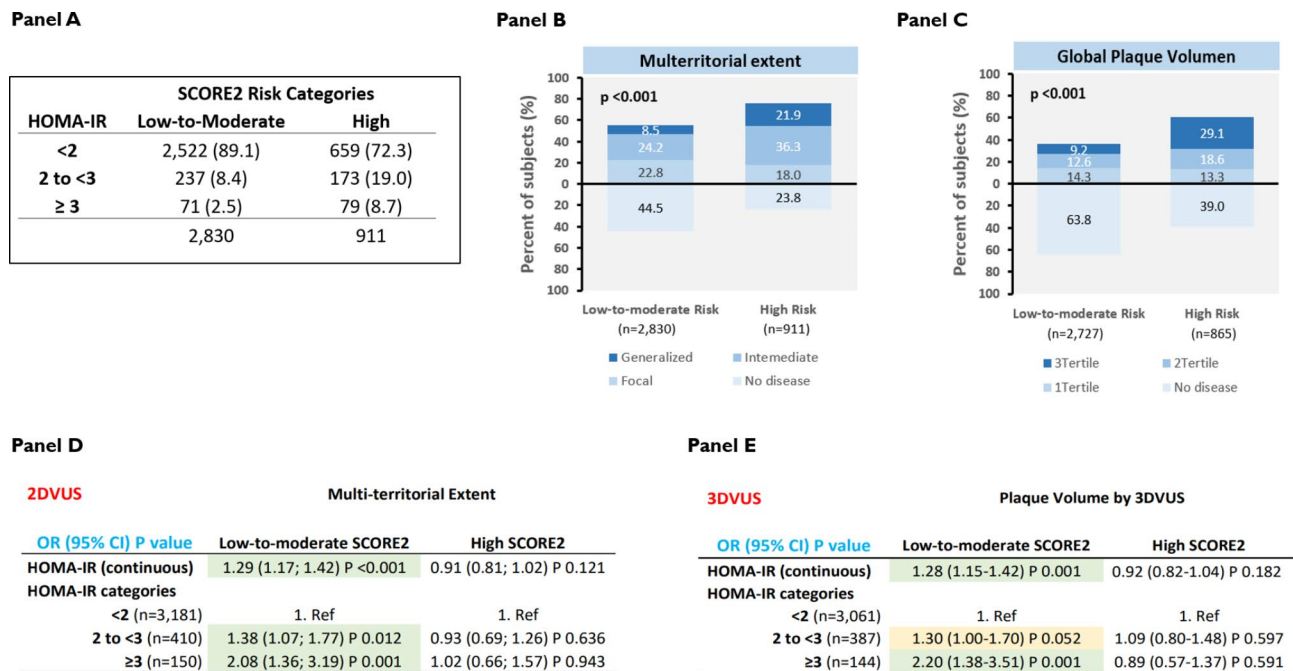 Panel A
SCORE2 Risk Categories
HOMA-IR Low-to-Moderate High
<2 2,522 (89.1) 659 (72.3)
2 to <3 237 (8.4) 173 (19.0)
≥ 3 71 (2.5) 79 (8.7)
2,830 911
Panel B
Multerritorial extent
Percent of subjects (%)
100
80
60
40
20
0
20
40
60
80
100
p <0.001
8.5
24.2
22.8
44.5
21.9
36.3
18.0
23.8
Low-to-moderate Risk High Risk
(n=2,830) (n=911)
Generalized Intemediate
Focal No disease
Panel C
Global Plaque Volumen
Percent of subjects (%)
100
80
60
40
20
0
20
40
60
80
100
p <0.001
9.2
12.6
14.3
63.8
29.1
18.6
13.3
39.0
Low-to-moderate Risk High Risk
(n=2,727) (n=865)
3Tertile 2Tertile
1Tertile No disease
Panel D
2DVUS Multi-territorial Extent
OR (95% CI) P value Low-to-moderate SCORE2 High SCORE2
HOMA-IR (continuous) 1.29 (1.17; 1.42) P <0.001 0.91 (0.81; 1.02) P 0.121
HOMA-IR categories
<2 (n=3,181) 1. Ref 1. Ref
2 to <3 (n=410) 1.38 (1.07; 1.77) P 0.012 0.93 (0.69; 1.26) P 0.636
≥3 (n=150) 2.08 (1.36; 3.19) P 0.001 1.02 (0.66; 1.57) P 0.943
Panel E
3DVUS Plaque Volume by 3DVUS
OR (95% CI) P value Low-to-moderate SCORE2 High SCORE2
HOMA-IR (continuous) 1.28 (1.15-1.42) P 0.001 0.92 (0.82-1.04) P 0.182
HOMA-IR categories
<2 (n=3,061) 1. Ref 1. Ref
2 to <3 (n=387) 1.30 (1.00-1.70) P 0.052 1.09 (0.80-1.48) P 0.597
≥3 (n=144) 2.20 (1.38-3.51) P 0.001 0.89 (0.57-1.37) P 0.591